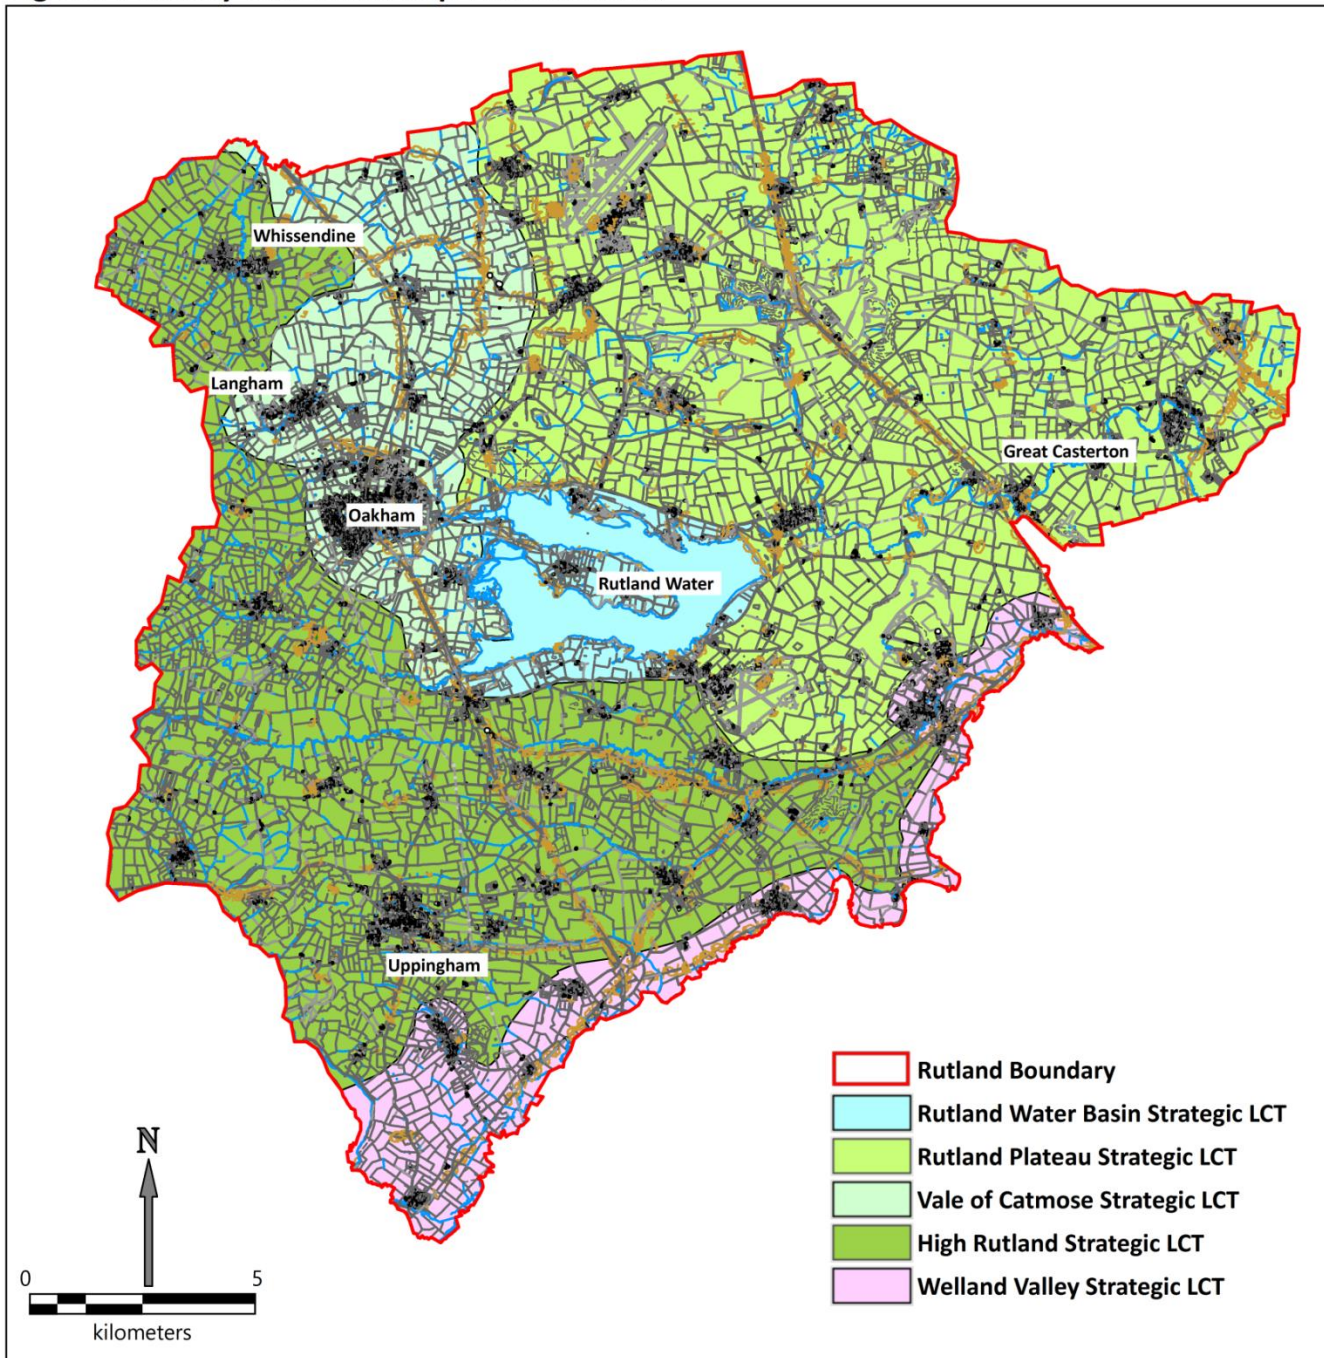 Whissendine
Langham
Great Casterton
Oakham
Rutland Water
Uppingham
Rutland Boundary
Rutland Water Basin Strategic LCT
Rutland Plateau Strategic LCT
Vale of Catmose Strategic LCT
High Rutland Strategic LCT
Welland Valley Strategic LCT
N
0 5
kilometers